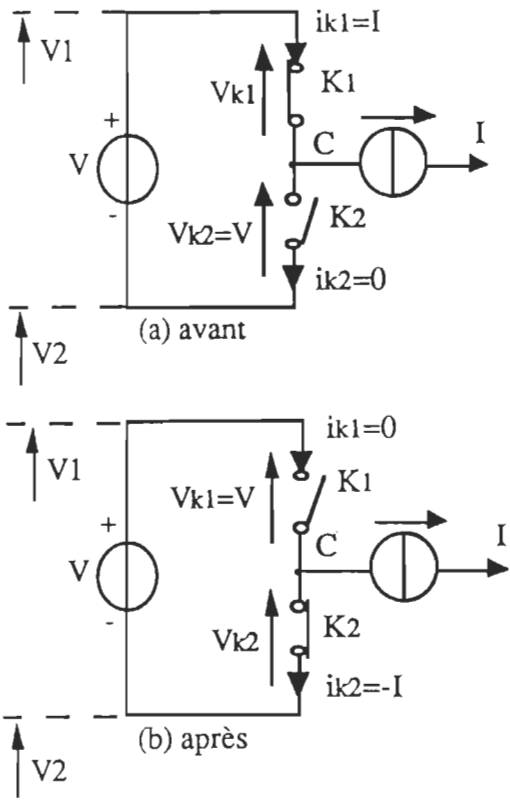 ik1=I
V1
Vk1
K1
+
V
-
C
I
Vk2=V
K2
ik2=0
V2
(a) avant
ik1=0
V1
Vk1=V
K1
+
V
-
C
I
Vk2
K2
ik2=-I
V2
(b) après